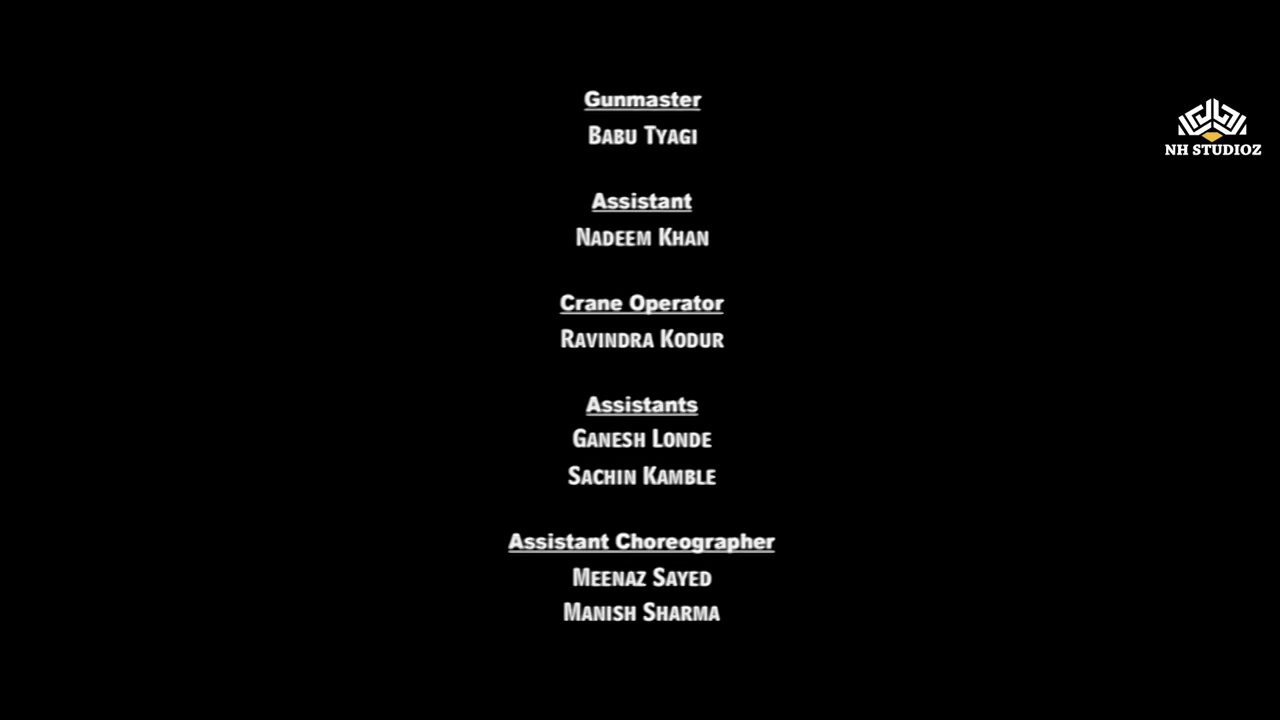 Gunmaster
BABU TYAGI
Assistant
NADEEM KHAN
Crane Operator
RAVINDRA KODUR
Assistants
GANESH LONDE
SACHIN KAMBLE
Assistant Choreographer
MEENAZ SAYED
MANISH SHARMA
NH STUDIOZ